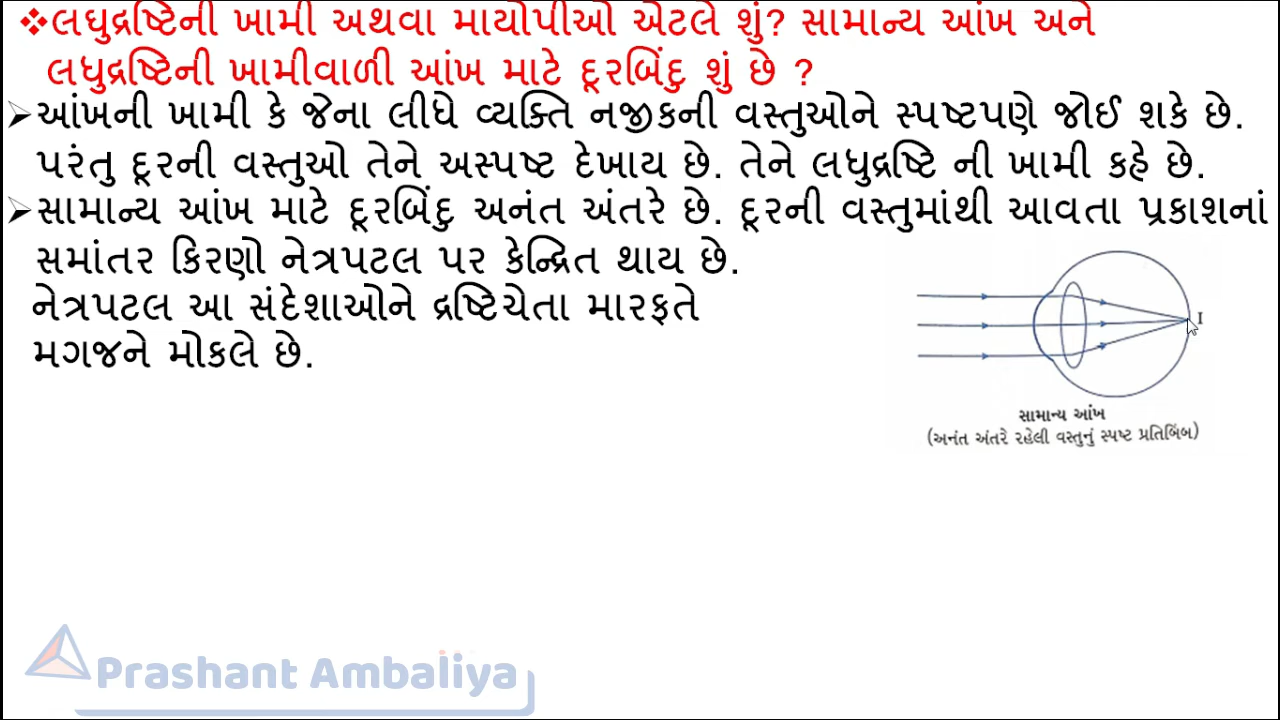 ❖લઘુદ્રષ્ટિની ખામી અથવા માયોપીઓ એટલે શું? સામાન્ય આંખ અને
લઘુદ્રષ્ટિની ખામીવાળી આંખ માટે દૂરબિંદુ શું છે ?
➢આંખની ખામી કે જેના લીધે વ્યક્તિ નજીકની વસ્તુઓને સ્પષ્ટપણે જોઈ શકે છે.
પરંતુ દૂરની વસ્તુઓ તેને અસ્પષ્ટ દેખાય છે. તેને લઘુદ્રષ્ટિ ની ખામી કહે છે.
➢સામાન્ય આંખ માટે દૂરબિંદુ અનંત અંતરે છે. દૂરની વસ્તુમાંથી આવતા પ્રકાશનાં
સમાંતર કિરણો નેત્રપટલ પર કેન્દ્રિત થાય છે.
નેત્રપટલ આ સંદેશાઓને દ્રષ્ટિચેતા મારફતે
મગજને મોકલે છે.
I
સામાન્ય આંખ
(અનંત અંતરે રહેલી વસ્તુનું સ્પષ્ટ પ્રતિબિંબ)
Prashant Ambaliya